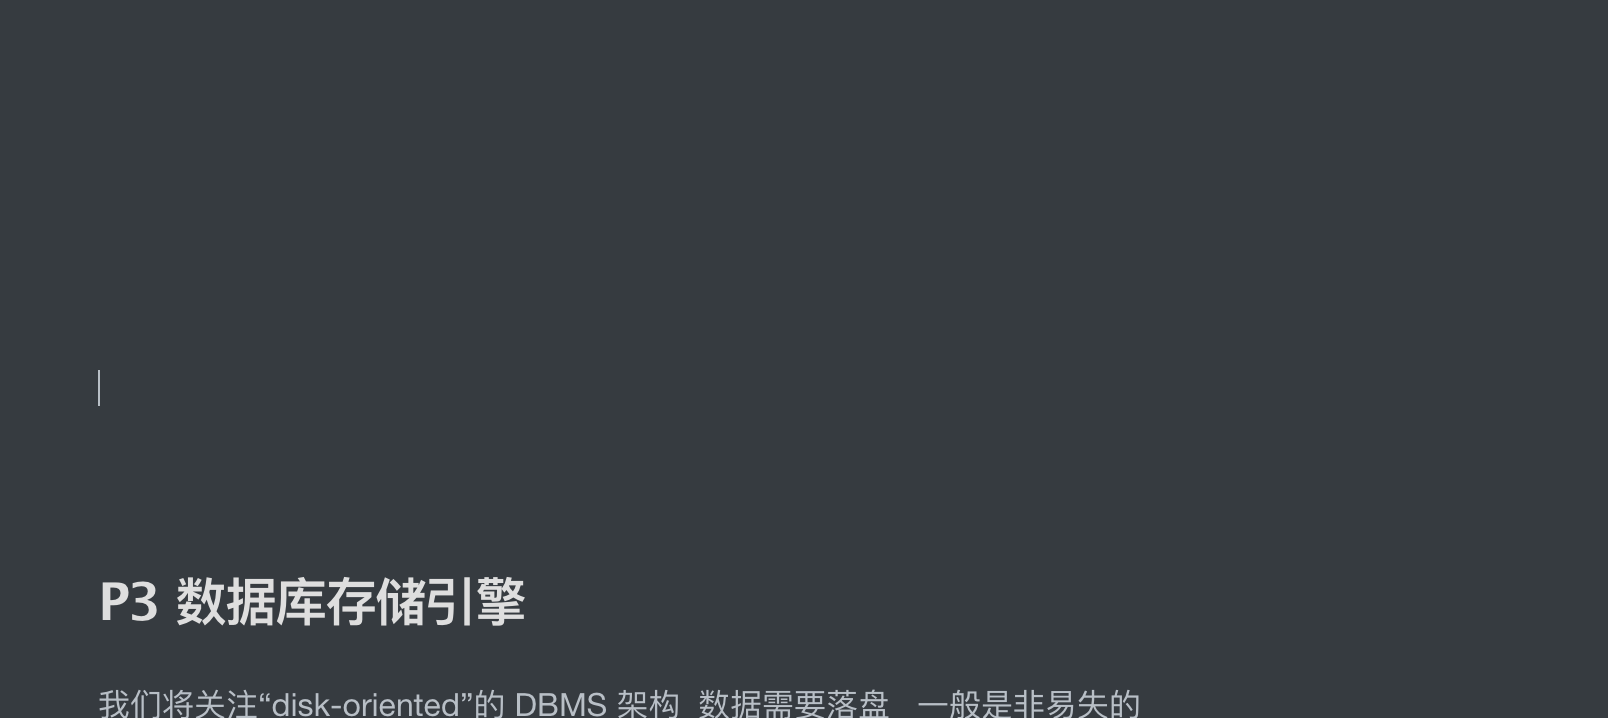 P3 数据库存储引擎
我们将关注“disk-oriented”的 DBMS 架构  数据需要落盘   一般是非易失的